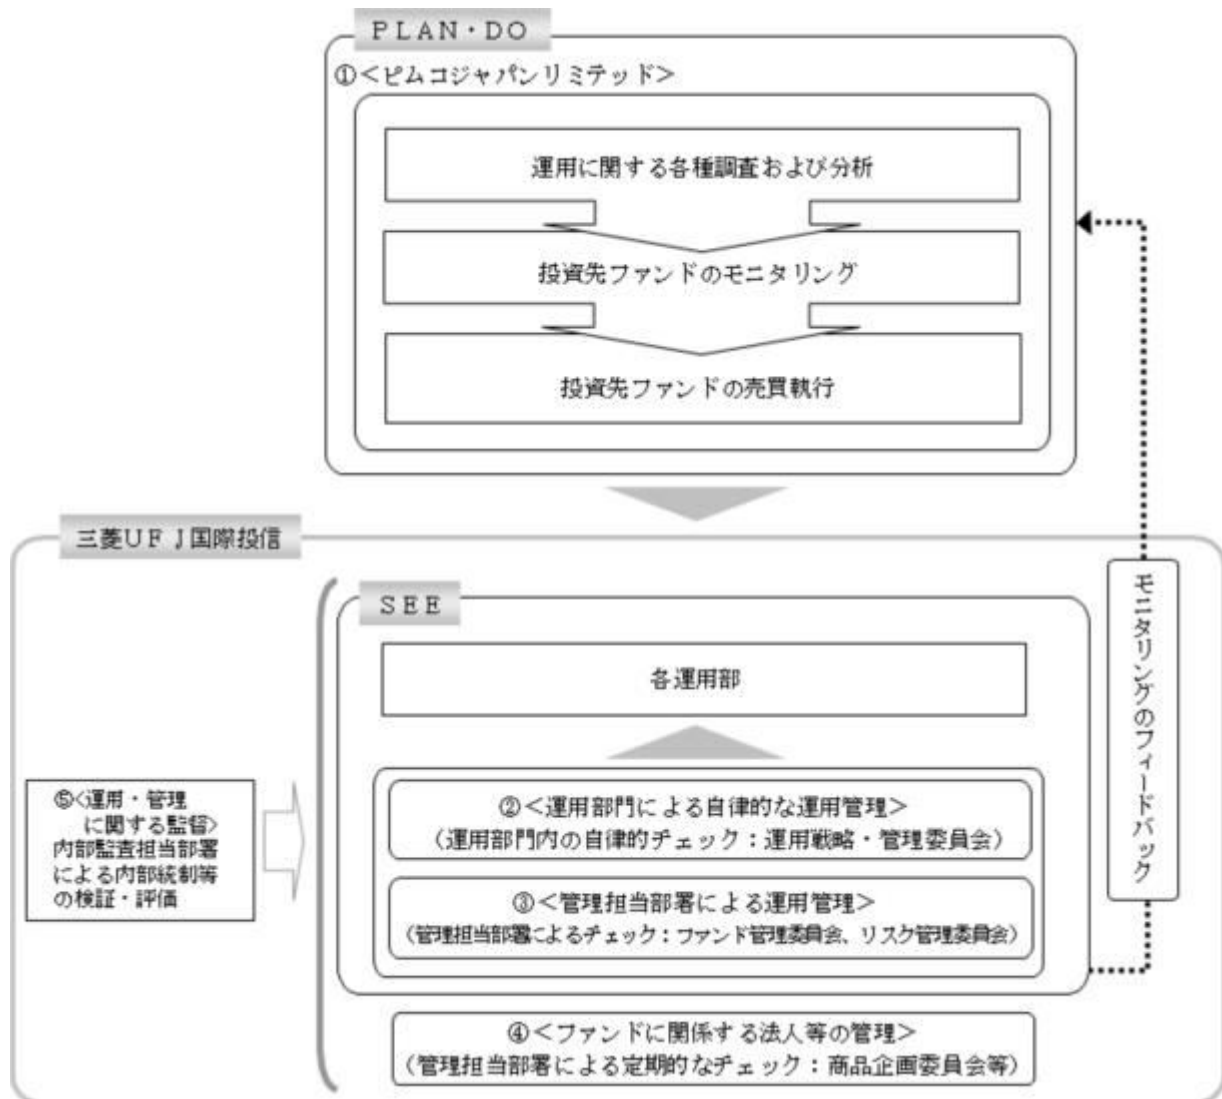 ＰＬＡＮ・ＤＯ
①＜ピムコジャパンリミテッド＞
運用に関する各種調査および分析
投資先ファンドのモニタリング
投資先ファンドの売買執行
三菱ＵＦＪ国際投信
ＳＥＥ
各運用部
②＜運用部門による自律的な運用管理＞
（運用部門内の自律的チェック：運用戦略・管理委員会）
③＜管理担当部署による運用管理＞
（管理担当部署によるチェック：ファンド管理委員会、リスク管理委員会）
④＜ファンドに関係する法人等の管理＞
（管理担当部署による定期的なチェック：商品企画委員会等）
⑤＜運用・管理
に関する監督＞
内部監査担当部署
による内部統制等
の検証・評価
モニタリングのフィードバック